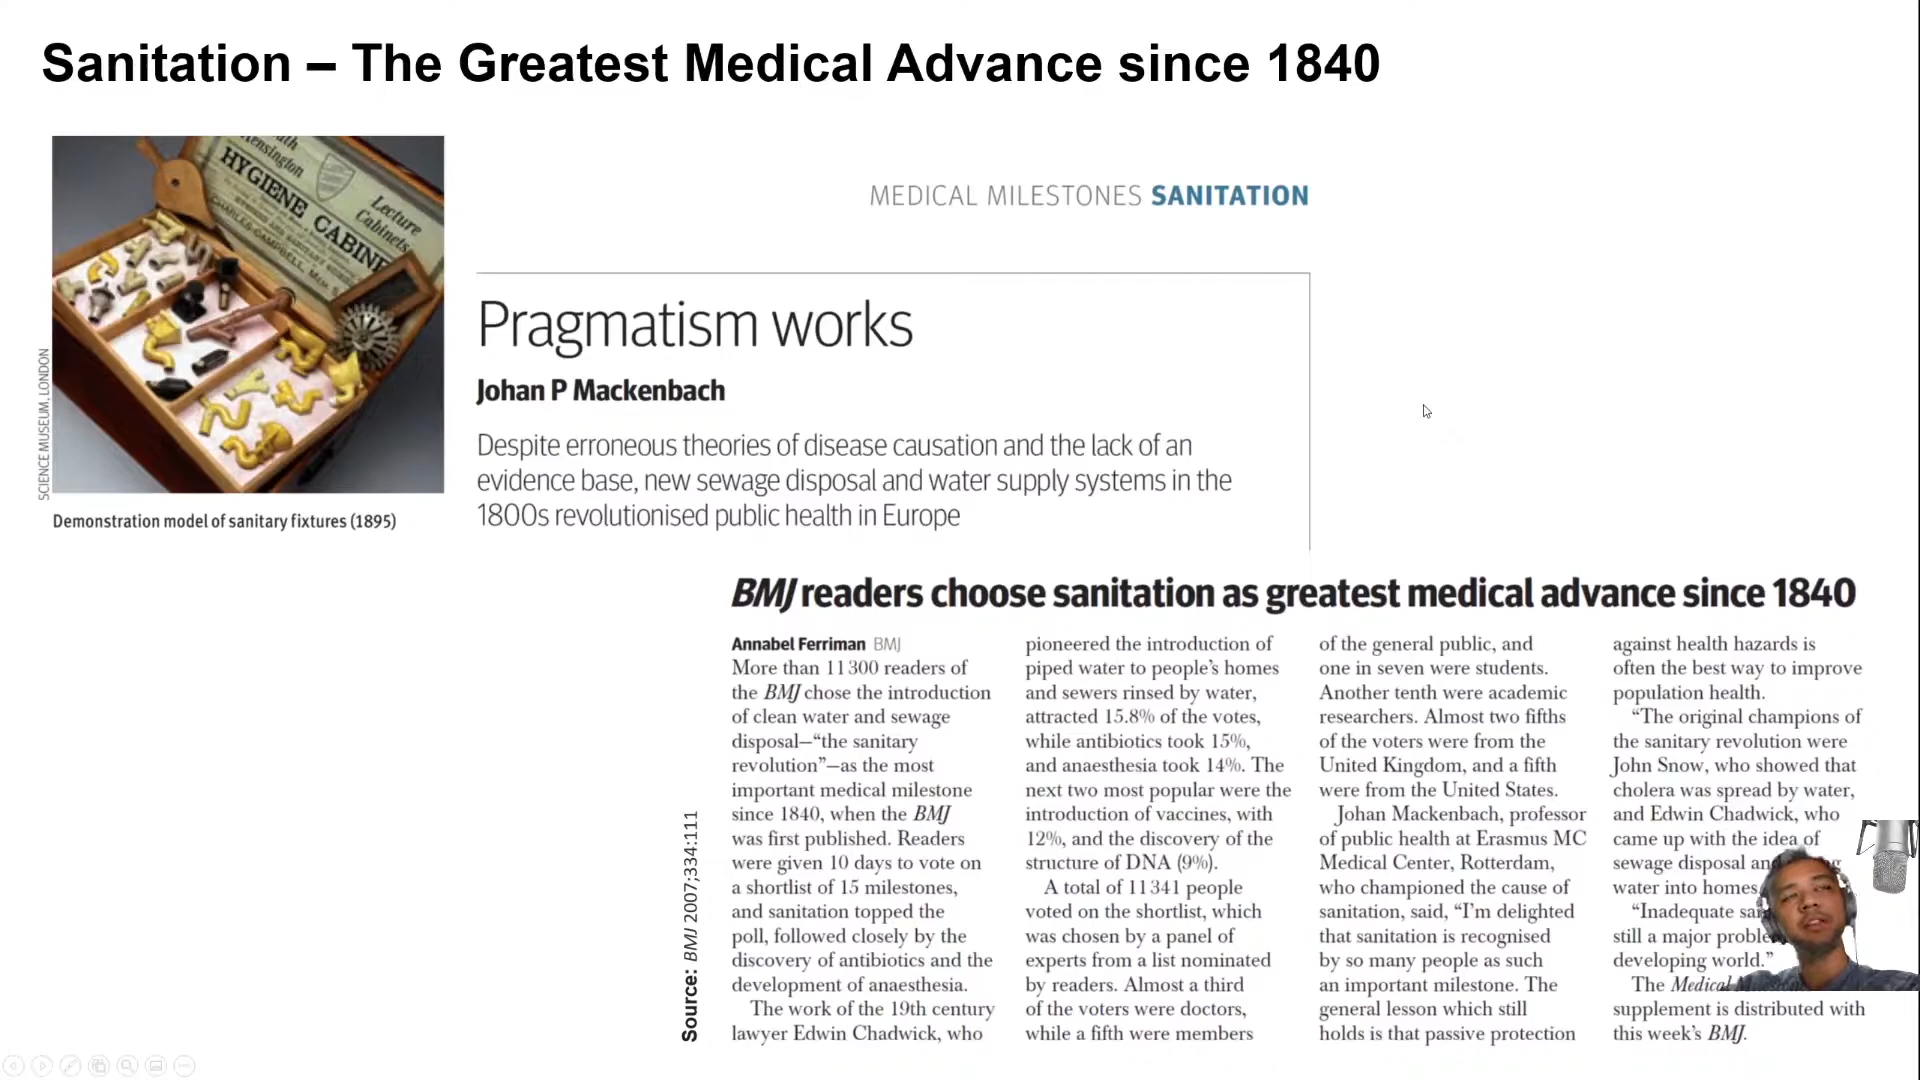 Sanitation – The Greatest Medical Advance since 1840
Kensington
HYGIENE CABINE
Lecture
Cabinets
SCIENCE MUSEUM, LONDON
Demonstration model of sanitary fixtures (1895)
MEDICAL MILESTONES SANITATION
Pragmatism works
Johan P Mackenbach
Despite erroneous theories of disease causation and the lack of an
evidence base, new sewage disposal and water supply systems in the
1800s revolutionised public health in Europe
BMJ readers choose sanitation as greatest medical advance since 1840
Annabel Ferriman BMJ
More than 11 300 readers of
the BMJ chose the introduction
of clean water and sewage
disposal—“the sanitary
revolution”—as the most
important medical milestone
since 1840, when the BMJ
was first published. Readers
were given 10 days to vote on
a shortlist of 15 milestones,
and sanitation topped the
poll, followed closely by the
discovery of antibiotics and the
development of anaesthesia.
The work of the 19th century
lawyer Edwin Chadwick, who
pioneered the introduction of
piped water to people’s homes
and sewers rinsed by water,
attracted 15.8% of the votes,
while antibiotics took 15%,
and anaesthesia took 14%. The
next two most popular were the
introduction of vaccines, with
12%, and the discovery of the
structure of DNA (9%).
A total of 11 341 people
voted on the shortlist, which
was chosen by a panel of
experts from a list nominated
by readers. Almost a third
of the voters were doctors,
while a fifth were members
of the general public, and
one in seven were students.
Another tenth were academic
researchers. Almost two fifths
of the voters were from the
United Kingdom, and a fifth
were from the United States.
Johan Mackenbach, professor
of public health at Erasmus MC
Medical Center, Rotterdam,
who championed the cause of
sanitation, said, “I’m delighted
that sanitation is recognised
by so many people as such
an important milestone. The
general lesson which still
holds is that passive protection
against health hazards is
often the best way to improve
population health.
“The original champions of
the sanitary revolution were
John Snow, who showed that
cholera was spread by water,
and Edwin Chadwick, who
came up with the idea of
sewage disposal and
water into homes.
“Inadequate
still a major
developing world.”
The Medical
supplement is distributed with
this week’s BMJ.
Source: BMJ 2007;334:111